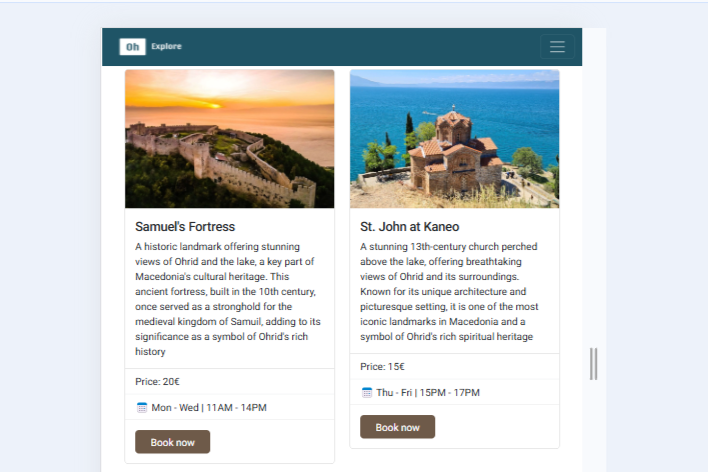 Oh Explore
Samuel's Fortress
A historic landmark offering stunning
views of Ohrid and the lake, a key part of
Macedonia's cultural heritage. This
ancient fortress, built in the 10th century,
once served as a stronghold for the
medieval kingdom of Samuil, adding to its
significance as a symbol of Ohrid's rich
history
Price: 20€
Mon - Wed | 11AM - 14PM
Book now
St. John at Kaneo
A stunning 13th-century church perched
above the lake, offering breathtaking
views of Ohrid and its surroundings.
Known for its unique architecture and
picturesque setting, it is one of the most
iconic landmarks in Macedonia and a
symbol of Ohrid's rich spiritual heritage
Price: 15€
Thu - Fri | 15PM - 17PM
Book now